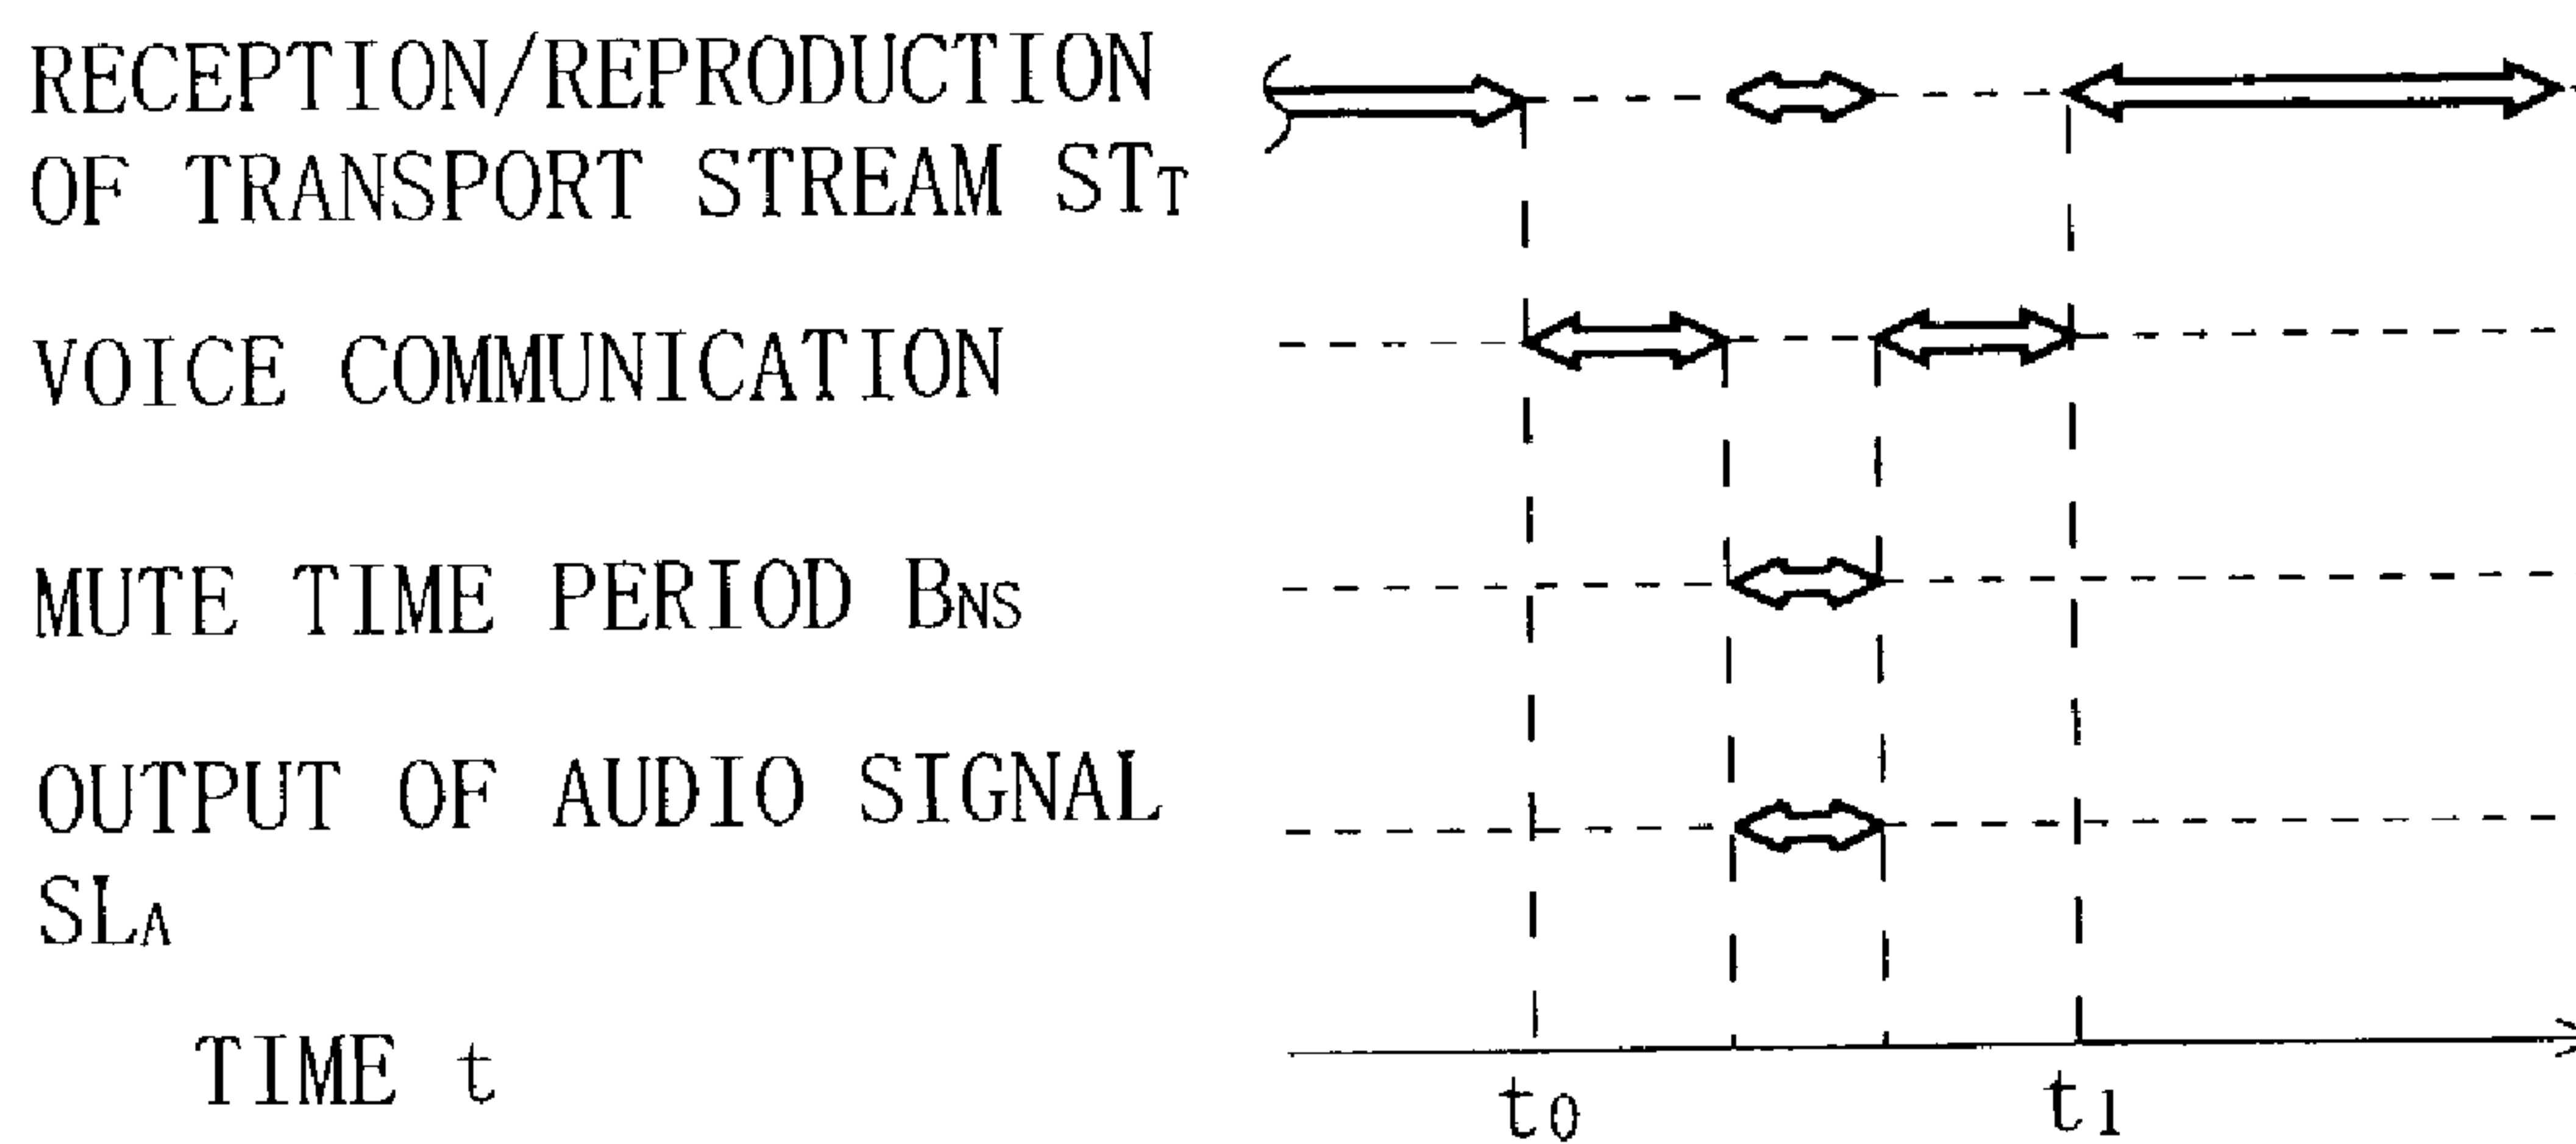 RECEPTION/REPRODUCTION
OF TRANSPORT STREAM STT
VOICE COMMUNICATION
MUTE TIME PERIOD BNS
OUTPUT OF AUDIO SIGNAL
SLA
TIME t
t0
t1